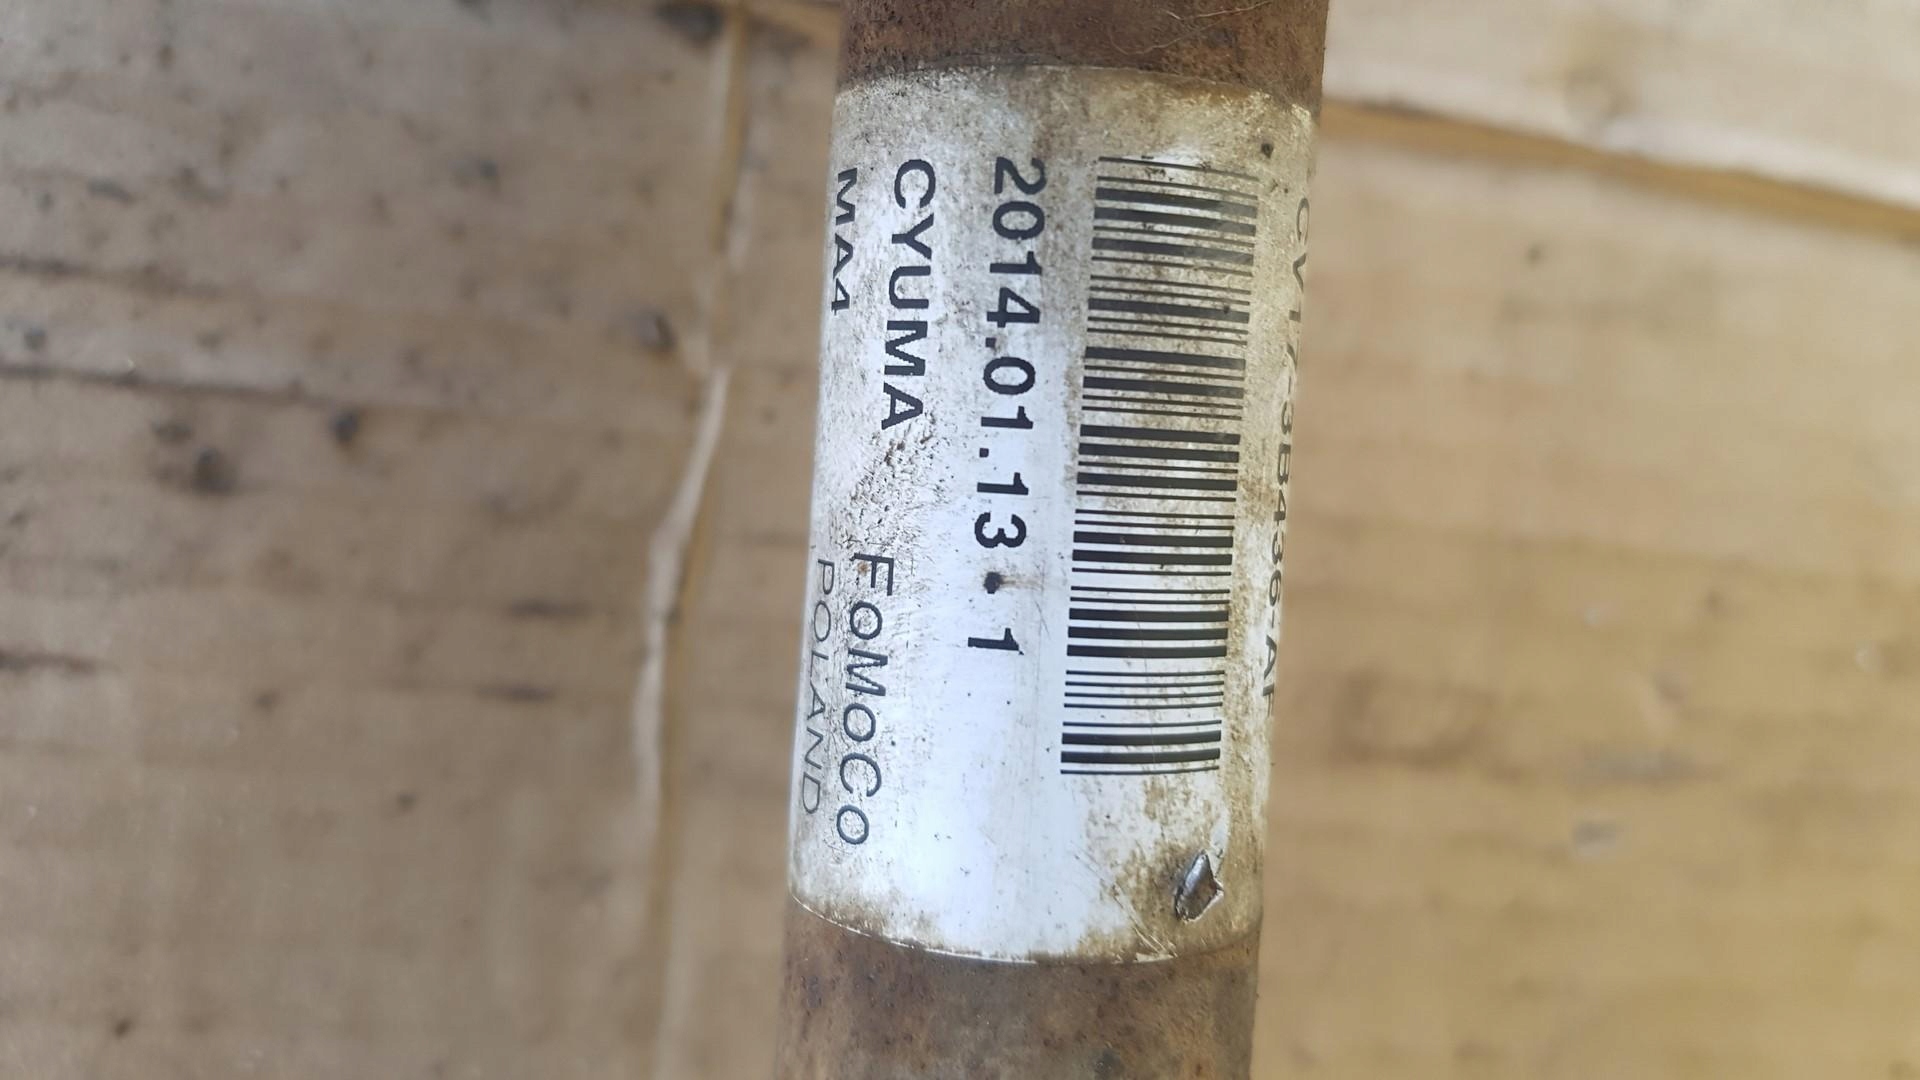 CV17-3B436-AF
2014.01.13 1
CYUMA FoMoCo
MA4 POLAND